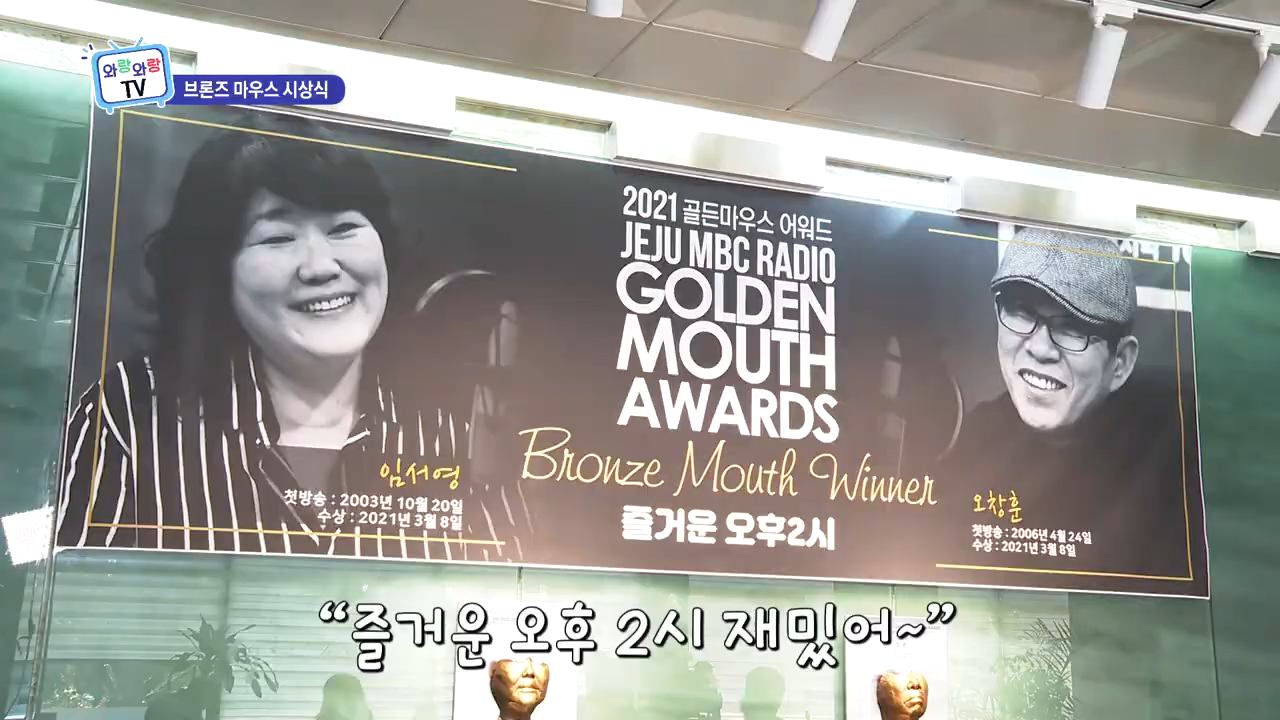 와랑와랑
TV
브론즈 마우스 시상식
2021 골든마우스 어워드
JEJU MBC RADIO
GOLDEN
MOUTH
AWARDS
Bronze Mouth Winner
즐거운 오후2시
임서영
첫방송 : 2003년 10월 20일
수상 : 2021년 3월 8일
오창훈
첫방송 : 2006년 4월 24일
수상 : 2021년 3월 8일
“즐거운 오후 2시 재밌어~”